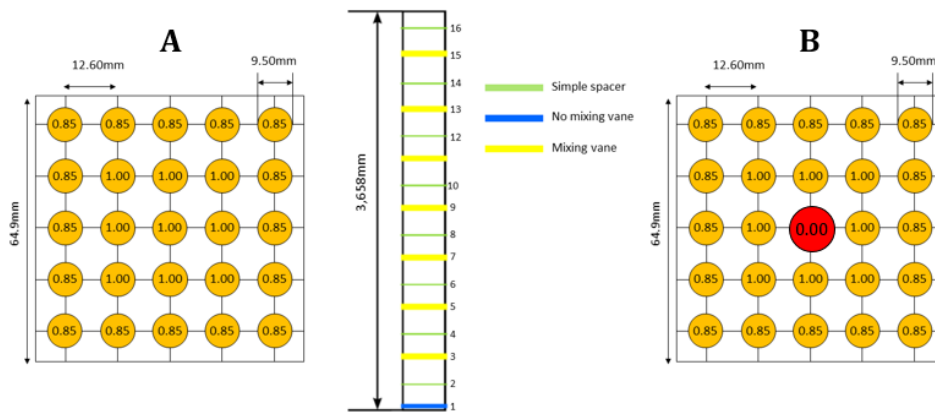 A
12.60mm
9.50mm
64.9mm
0.85 0.85 0.85 0.85 0.85
0.85 1.00 1.00 1.00 0.85
0.85 1.00 1.00 1.00 0.85
0.85 1.00 1.00 1.00 0.85
0.85 0.85 0.85 0.85 0.85
3,658mm
16
15
14
13
12
10
9
8
7
6
5
4
3
2
1
Simple spacer
No mixing vane
Mixing vane
B
12.60mm
9.50mm
64.9mm
0.85 0.85 0.85 0.85 0.85
0.85 1.00 1.00 1.00 0.85
0.85 1.00 0.00 1.00 0.85
0.85 1.00 1.00 1.00 0.85
0.85 0.85 0.85 0.85 0.85